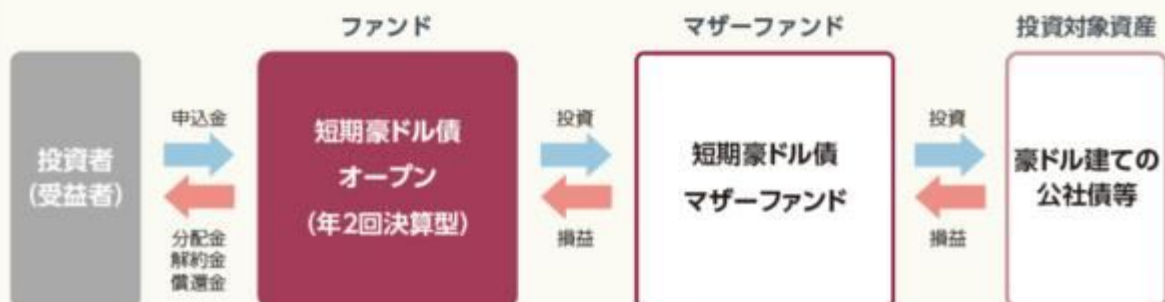 ファンド
マザーファンド
投資対象資産
投資者
(受益者)
申込金
分配金
解約金
償還金
短期豪ドル債
オープン
(年2回決算型)
投資
損益
短期豪ドル債
マザーファンド
投資
損益
豪ドル建ての
公社債等